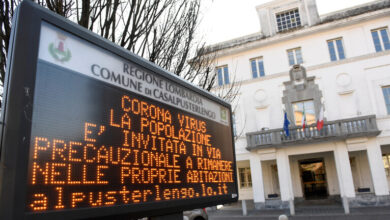 REGIONE LOMBARDIA
COMUNE DI CASALPUSTERLENGO
CORONA VIRUS
LA POPOLAZIONE
E' INVITATA IN VIA
PRECAUZIONALE A RIMANERE
NELLE PROPRIE ABITAZIONI
alpusterlengo.lo.it